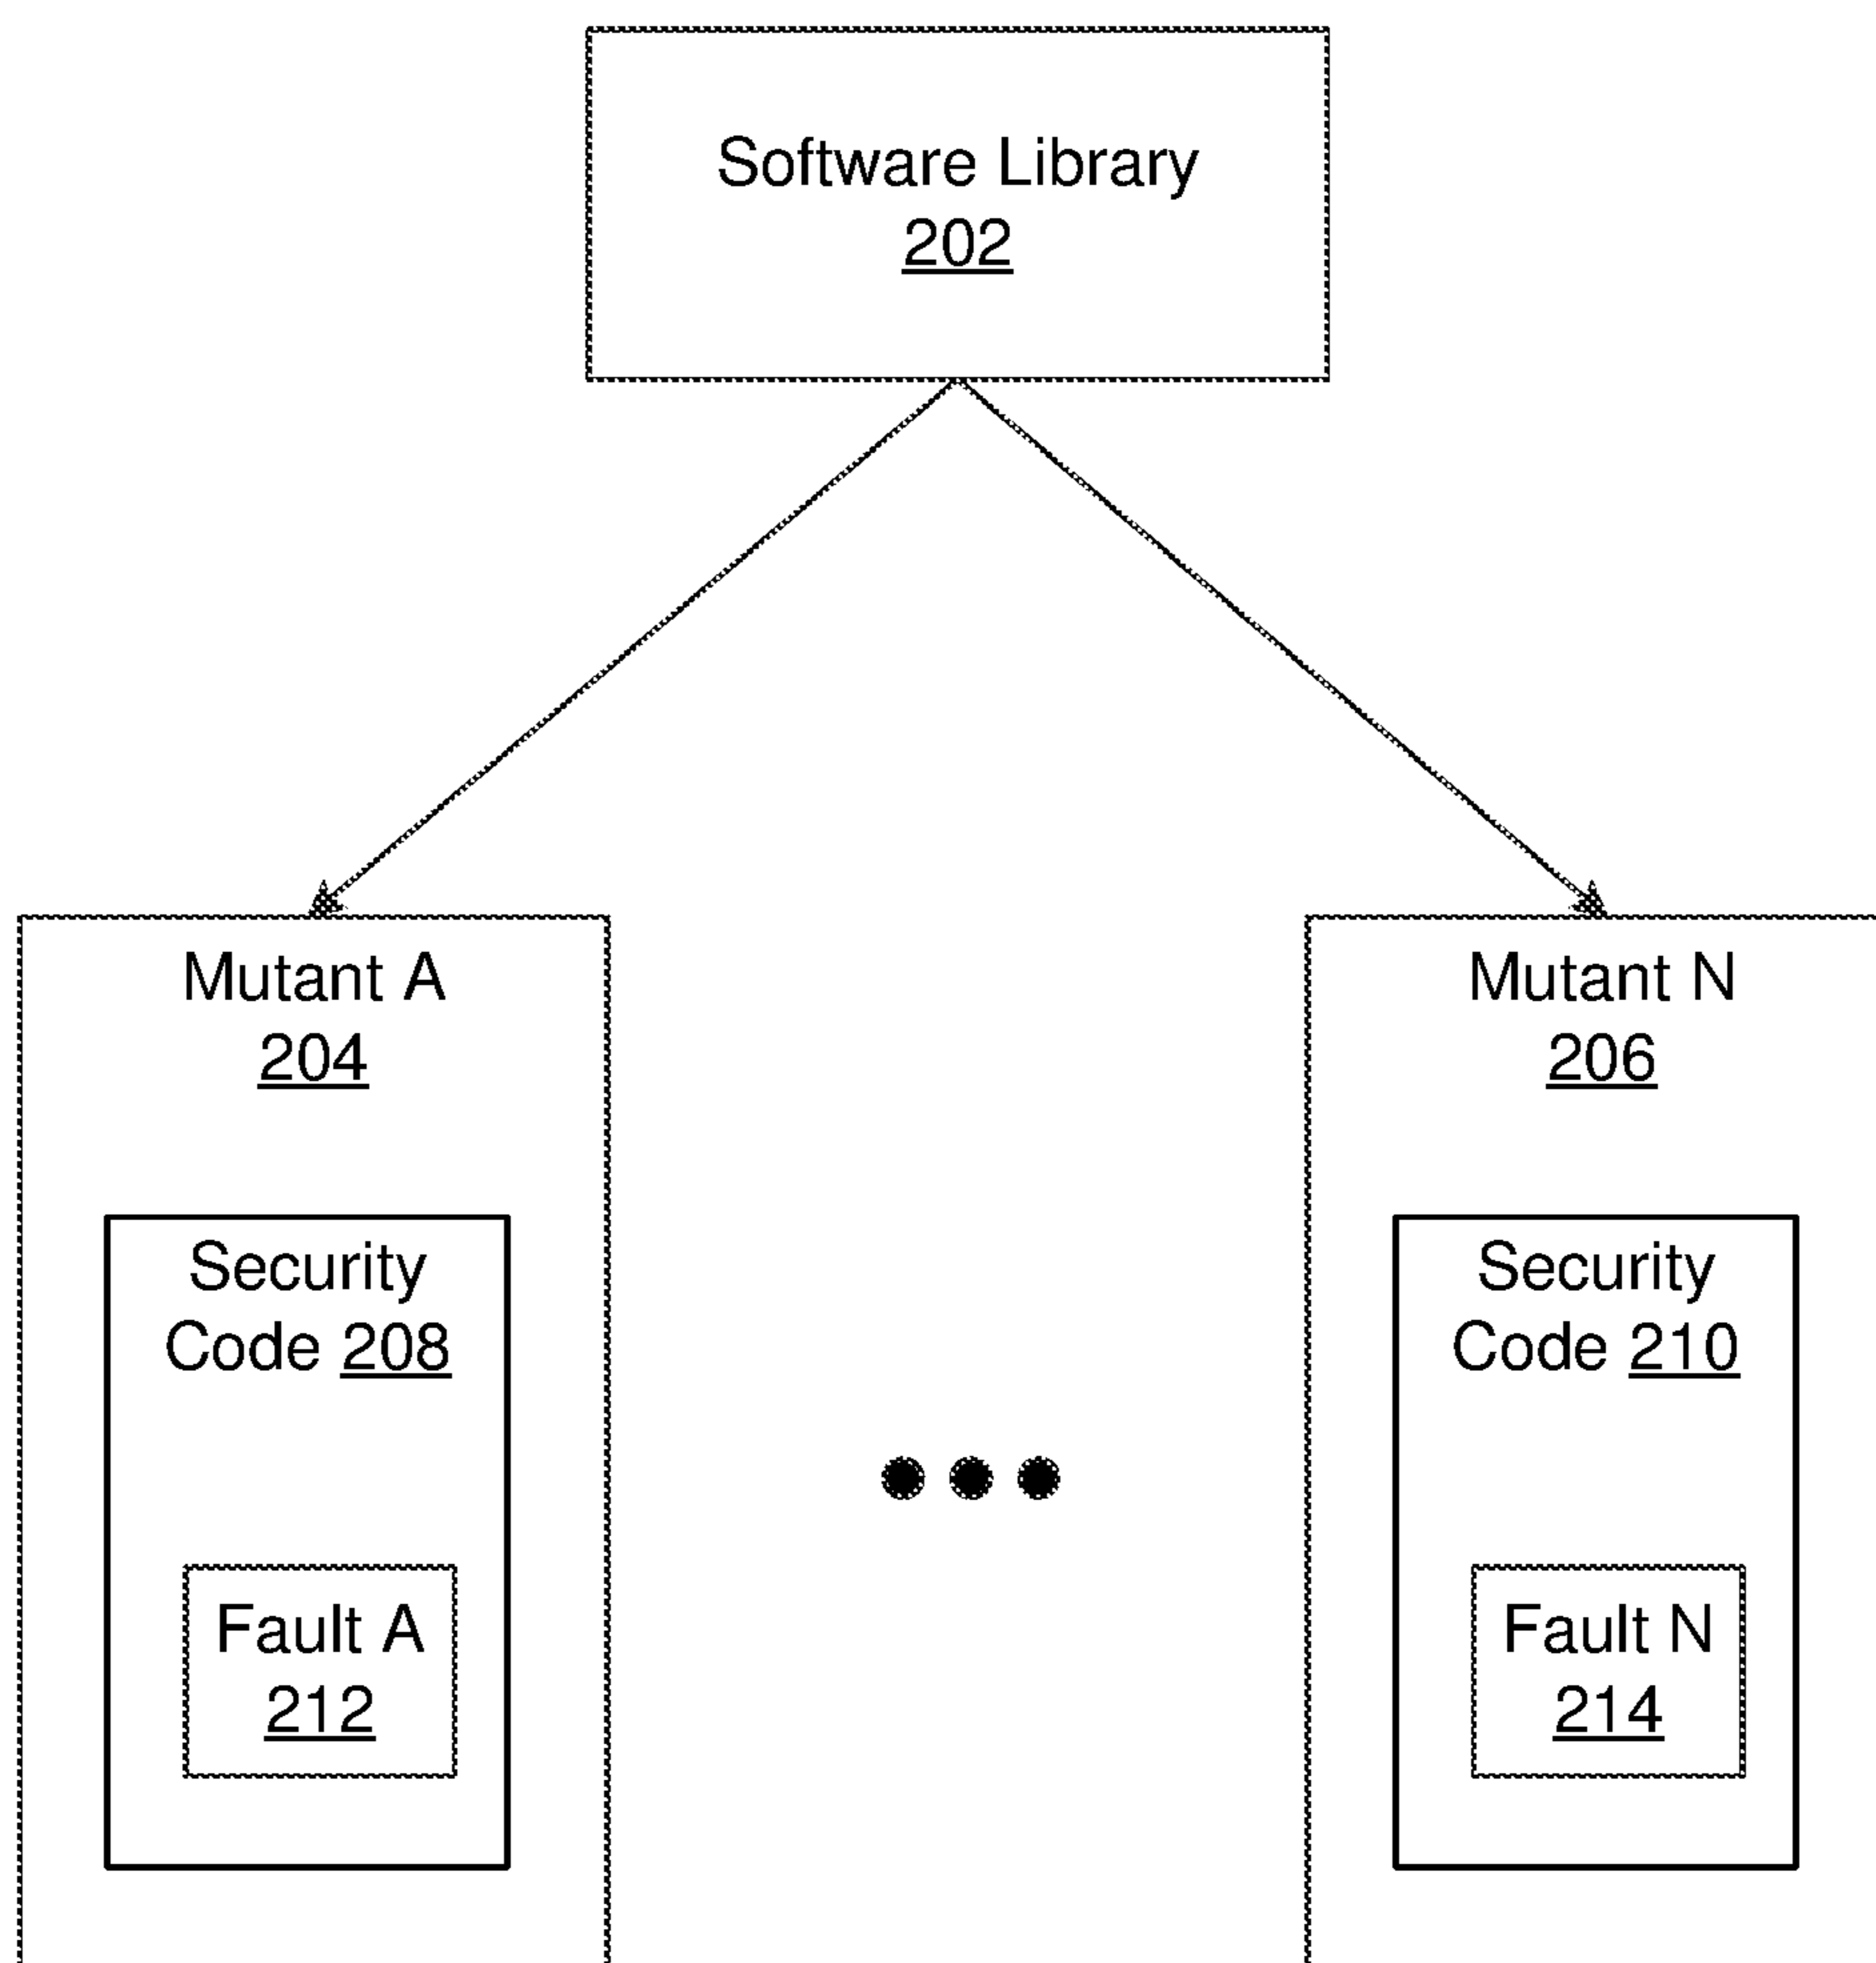 Software Library
202
Mutant A
204
Security
Code 208
Fault A
212
Mutant N
206
Security
Code 210
Fault N
214